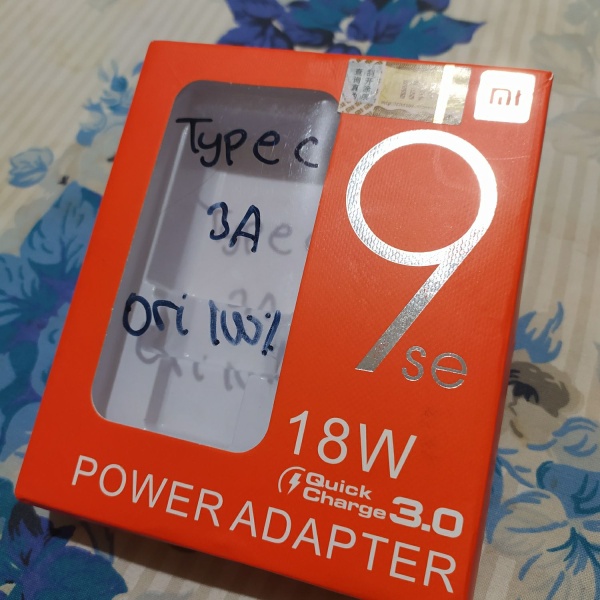 mi
9
se
Type c
3A
Ori 100%
18W
Quick
Charge 3.0
POWER ADAPTER